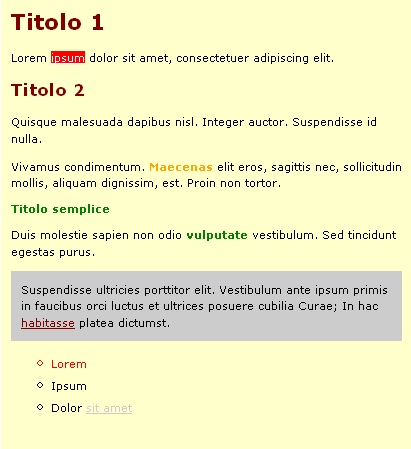 Titolo 1
Lorem ipsum dolor sit amet, consectetuer adipiscing elit.
Titolo 2
Quisque malesuada dapibus nisl. Integer auctor. Suspendisse id
nulla.
Vivamus condimentum. Maecenas elit eros, sagittis nec, sollicitudin
mollis, aliquam dignissim, est. Proin non tortor.
Titolo semplice
Duis molestie sapien non odio vulputate vestibulum. Sed tincidunt
egestas purus.
Suspendisse ultricies porttitor elit. Vestibulum ante ipsum primis
in faucibus orci luctus et ultrices posuere cubilia Curae; In hac
habitasse platea dictumst.
Lorem
Ipsum
Dolor sit amet